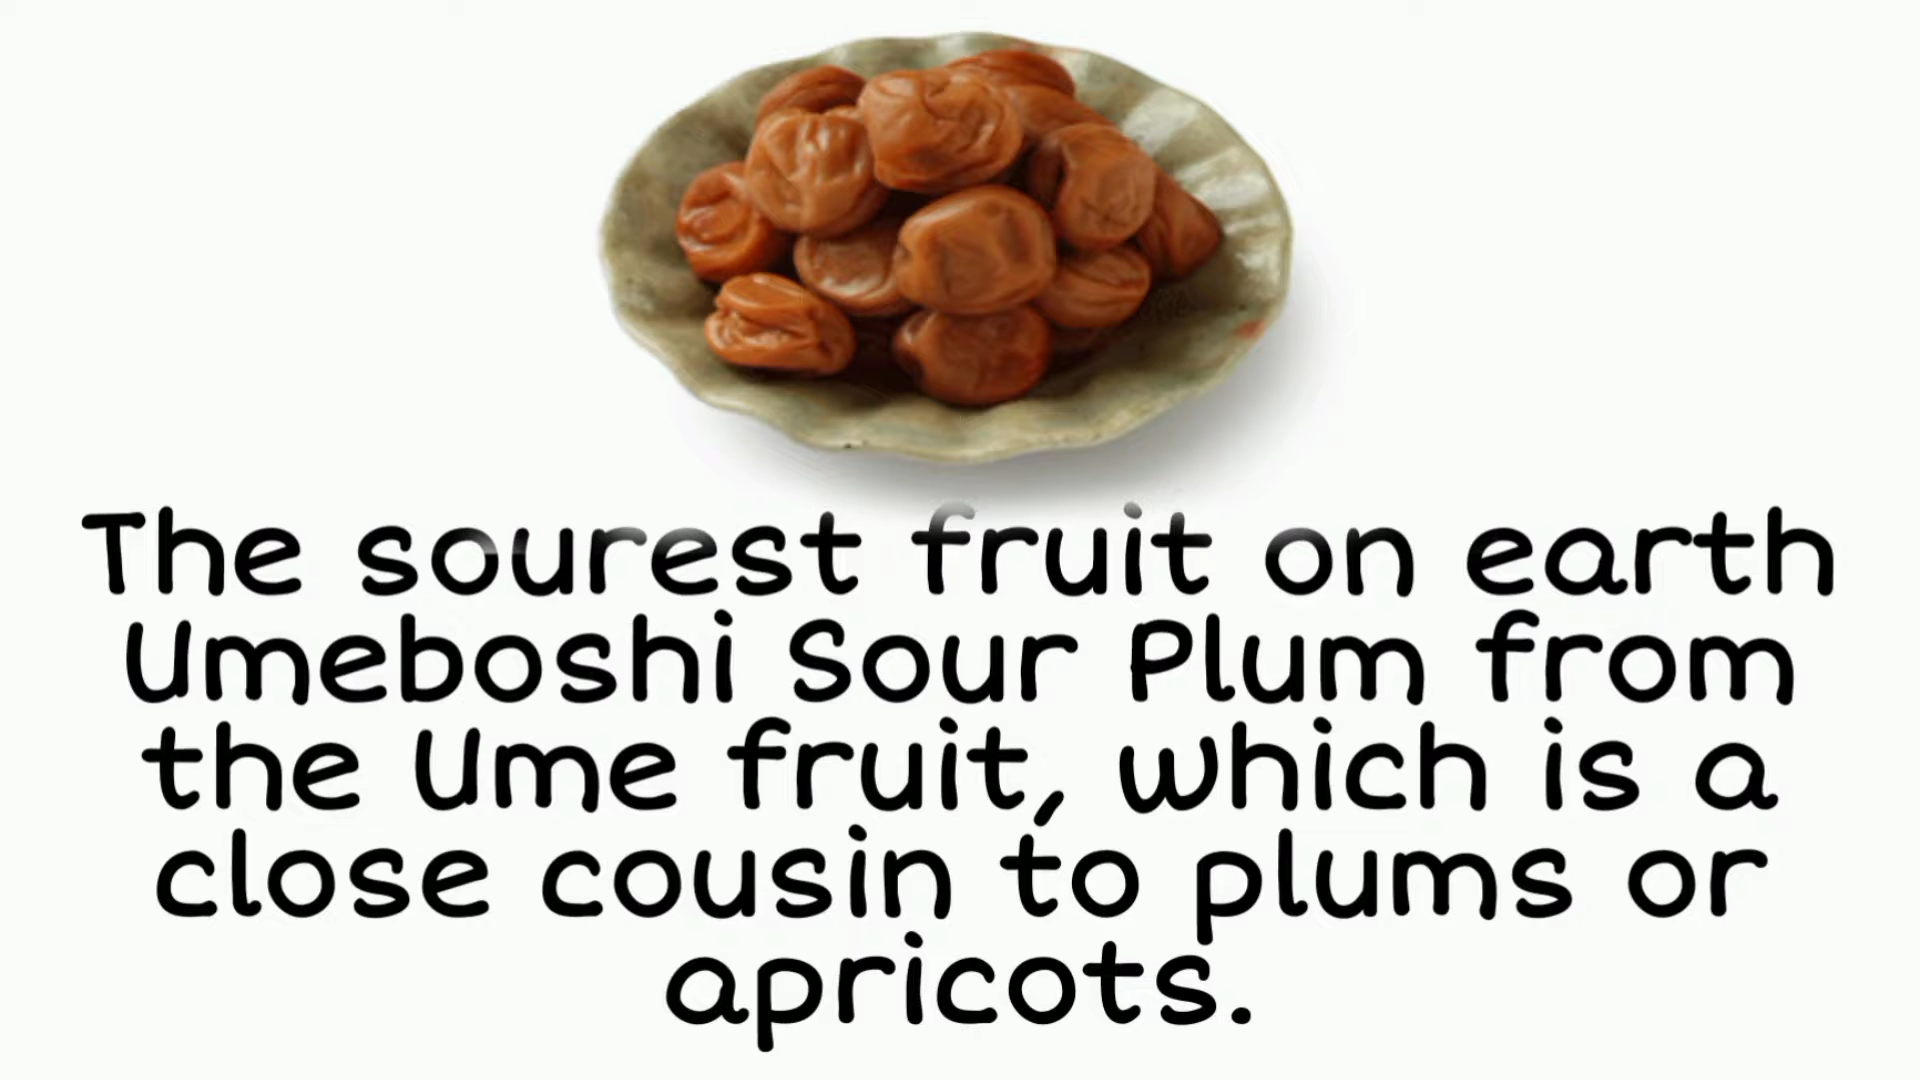 The sourest fruit on earth
Umeboshi Sour Plum from
the Ume fruit, which is a
close cousin to plums or
apricots.